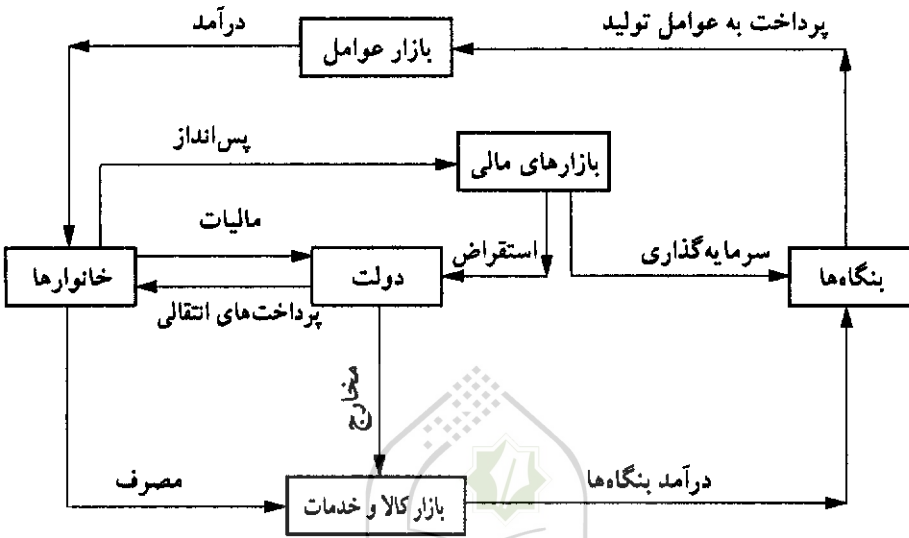 پرداخت به عوامل تولید
درآمد
بازار عوامل
پس‌انداز
بازارهای مالی
مالیات
استقراض
سرمایه‌گذاری
بنگاه‌ها
دولت
خانوارها
پرداخت‌های انتقالی
مخارج
درآمد بنگاه‌ها
مصرف
بازار کالا و خدمات